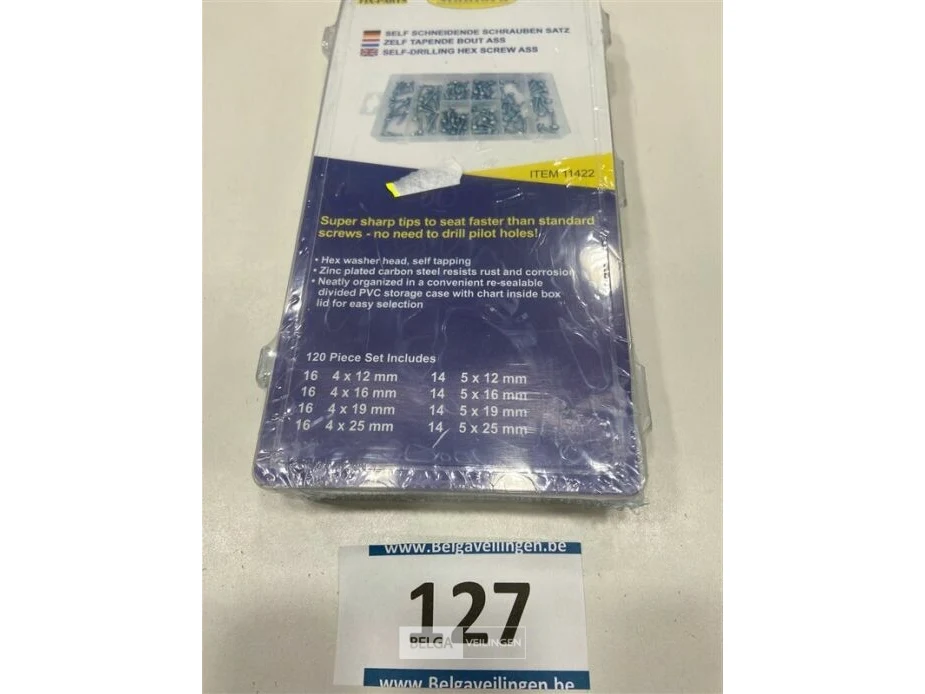 FIX-PARTS
SELF SCHNEIDENDE SCHRAUBEN SATZ
ZELF TAPENDE BOUT ASS
SELF-DRILLING HEX SCREW ASS
ITEM 11422
Super sharp tips to seat faster than standard
screws - no need to drill pilot holes!
• Hex washer head, self tapping
• Zinc plated carbon steel resists rust and corrosion
• Neatly organized in a convenient re-sealable
divided PVC storage case with chart inside box
lid for easy selection
120 Piece Set Includes
16 4 x 12 mm 14 5 x 12 mm
16 4 x 16 mm 14 5 x 16 mm
16 4 x 19 mm 14 5 x 19 mm
16 4 x 25 mm 14 5 x 25 mm
www.Belgaveilingen.be
127
BELGA VEILINGEN
www.Belgaveilingen.be